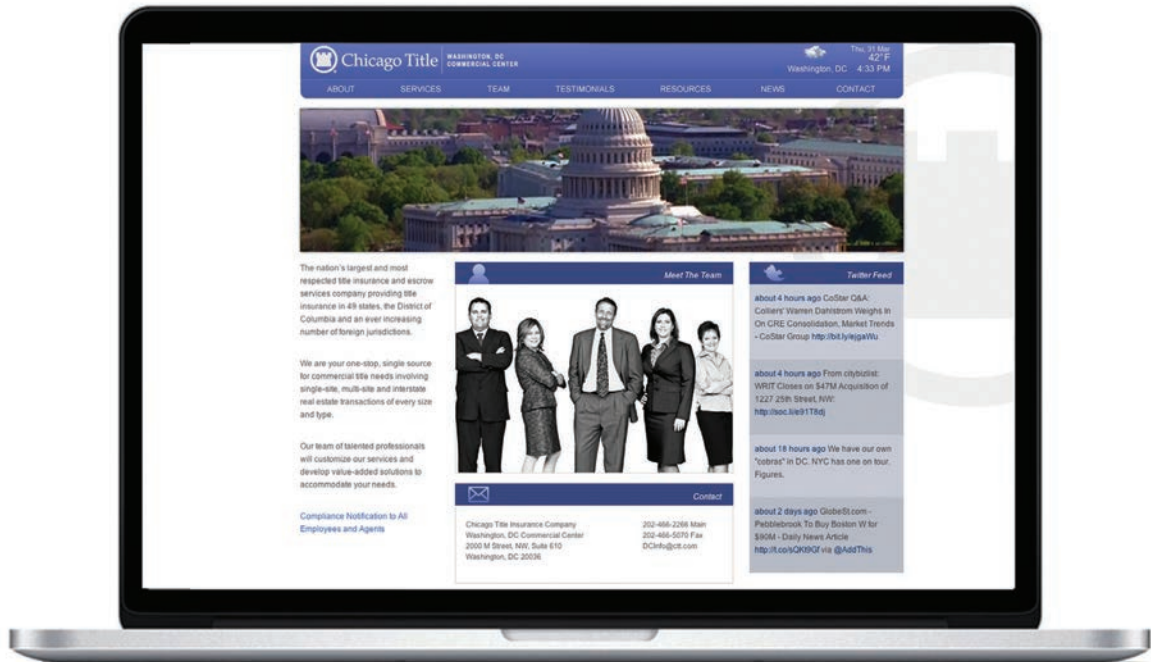 Chicago Title
WASHINGTON, DC
COMMERCIAL CENTER
Thu, 31 Mar
42° F
Washington, DC 4:33 PM
ABOUT SERVICES TEAM TESTIMONIALS RESOURCES NEWS CONTACT
The nation's largest and most
respected title insurance and escrow
services company providing title
insurance in 49 states, the District of
Columbia and an ever increasing
number of foreign jurisdictions.
We are your one-stop, single source
for commercial title needs involving
single-site, multi-site and interstate
real estate transactions of every size
and type.
Our team of talented professionals
will customize our services and
develop value-added solutions to
accommodate your needs.
Compliance Notification to All
Employees and Agents
Meet The Team
Contact
Chicago Title Insurance Company
Washington, DC Commercial Center
2000 M Street, NW, Suite 610
Washington, DC 20036
202-466-2266 Main
202-466-5070 Fax
DCInfo@ctt.com
Twitter Feed
about 4 hours ago CoStar Q&A:
Colliers' Warren Dahlstrom Weighs In
On CRE Consolidation, Market Trends
- CoStar Group http://bit.ly/ejgaWu
about 4 hours ago From citybizlist:
WRIT Closes on $47M Acquisition of
1227 25th Street, NW:
http://soc.li/e91T8dj
about 18 hours ago We have our own
"cobras" in DC. NYC has one on tour.
Figures.
about 2 days ago GlobeSt.com -
Pebblebrook To Buy Boston W for
$90M - Daily News Article
http://t.co/sQKt9Gf via @AddThis